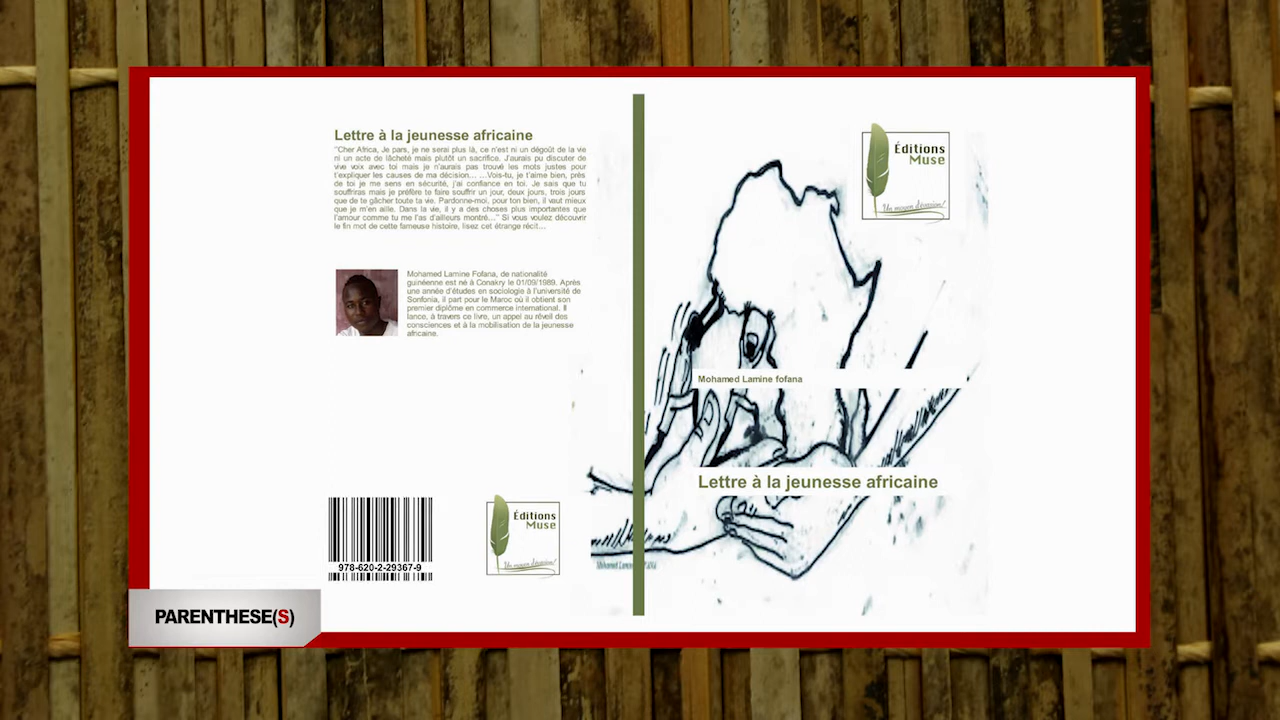 Lettre à la jeunesse africaine
"Cher Africa, Je pars, je ne serai plus là, ce n'est ni un dégoût de la vie
ni un acte de lâcheté mais plutôt un sacrifice. J'aurais pu discuter de
vive voix avec toi mais je n'aurais pas trouvé les mots justes pour
t'expliquer les causes de ma décision... ...Vois-tu, je t'aime bien, près
de toi je me sens en sécurité, j'ai confiance en toi. Je sais que tu
souffriras mais je préfère te faire souffrir un jour, deux jours, trois jours
que de te gâcher toute ta vie. Pardonne-moi, pour ton bien, il vaut mieux
que je m'en aille. Dans la vie, il y a des choses plus importantes que
l'amour comme tu me l'as d'ailleurs montré..." Si vous voulez découvrir
le fin mot de cette fameuse histoire, lisez cet étrange récit...
Mohamed Lamine Fofana, de nationalité
guinéenne est né à Conakry le 01/09/1989. Après
une année d'études en sociologie à l'université de
Sonfonia, il part pour le Maroc où il obtient son
premier diplôme en commerce international. Il
lance, à travers ce livre, un appel au réveil des
consciences et à la mobilisation de la jeunesse
africaine.
978-620-2-29367-9
Éditions
Muse
Un moyen d'évasion!
Éditions
Muse
Un moyen d'évasion!
Mohamed Lamine fofana
Lettre à la jeunesse africaine
PARENTHESE(S)